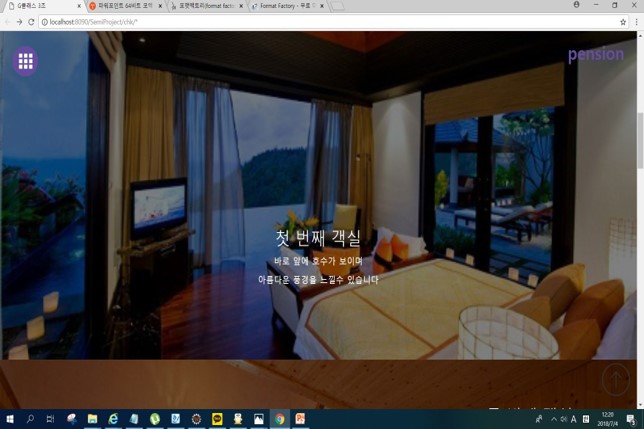 G클래스 3조
파워포인트 64비트 코덱
포맷팩토리(format facto
Format Factory - 무료 
localhost:8090/SemiProject/chk/*
pension
첫 번째 객실
바로 앞에 호수가 보이며
아름다운 풍경을 느낄수 있습니다
12:20
2018/7/4